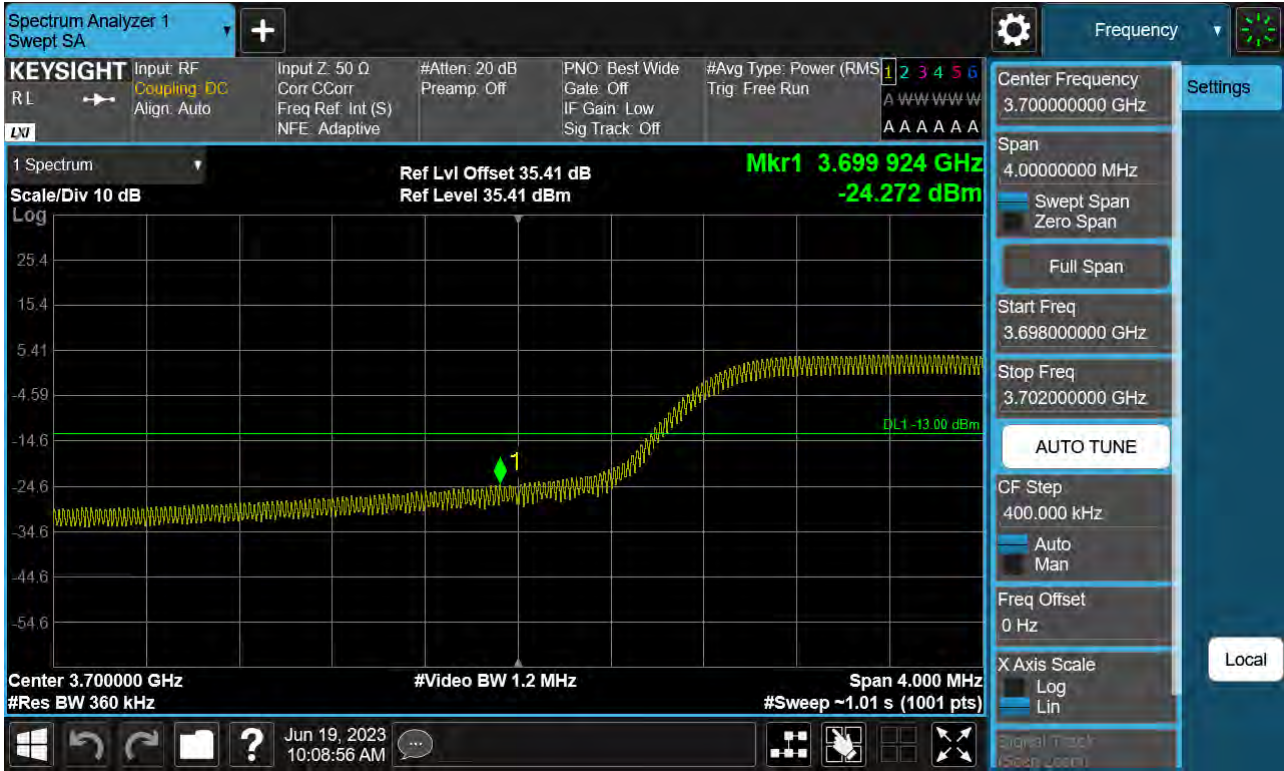 Spectrum Analyzer 1
Swept SA
+
Frequency
KEYSIGHT
R L
LXI
Input: RF
Coupling: DC
Align: Auto
Input Z: 50 Ω
Corr CCorr
Freq Ref: Int (S)
NFE: Adaptive
#Atten: 20 dB
Preamp: Off
PNO: Best Wide
Gate: Off
IF Gain: Low
Sig Track: Off
#Avg Type: Power (RMS
Trig: Free Run
1 2 3 4 5 6
A W W W W W
A A A A A A
Center Frequency
3.700000000 GHz
Settings
Span
4.00000000 MHz
Swept Span
Zero Span
Full Span
Start Freq
3.698000000 GHz
Stop Freq
3.702000000 GHz
AUTO TUNE
CF Step
400.000 kHz
Auto
Man
Freq Offset
0 Hz
X Axis Scale
Log
Lin
Signal Track
(Span Zoom)
Local
1 Spectrum
Scale/Div 10 dB
Log
Ref Lvl Offset 35.41 dB
Ref Level 35.41 dBm
Mkr1 3.699 924 GHz
-24.272 dBm
25.4
15.4
5.41
-4.59
-14.6
-24.6
-34.6
-44.6
-54.6
DL1 -13.00 dBm
1
Center 3.700000 GHz
#Res BW 360 kHz
#Video BW 1.2 MHz
Span 4.000 MHz
#Sweep ~1.01 s (1001 pts)
?
Jun 19, 2023
10:08:56 AM